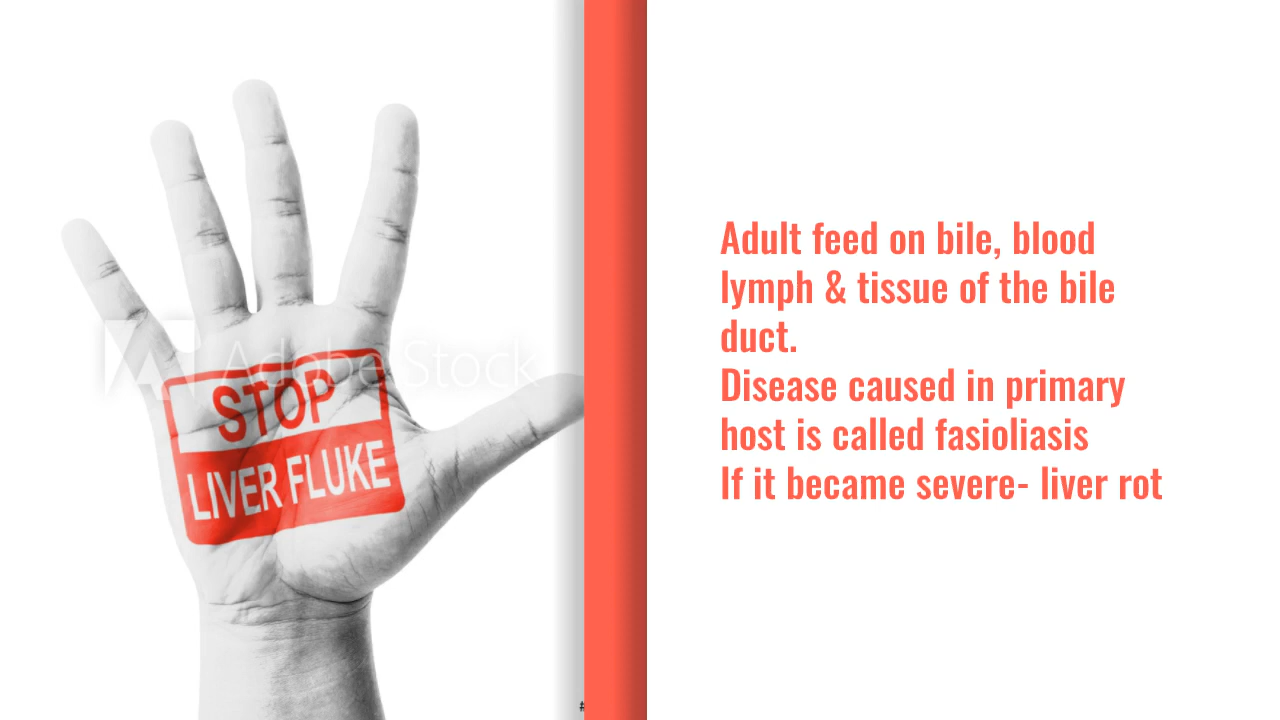 Adobe Stock
STOP
LIVER FLUKE
#
Adult feed on bile, blood
lymph & tissue of the bile
duct.
Disease caused in primary
host is called fasioliasis
If it became severe- liver rot